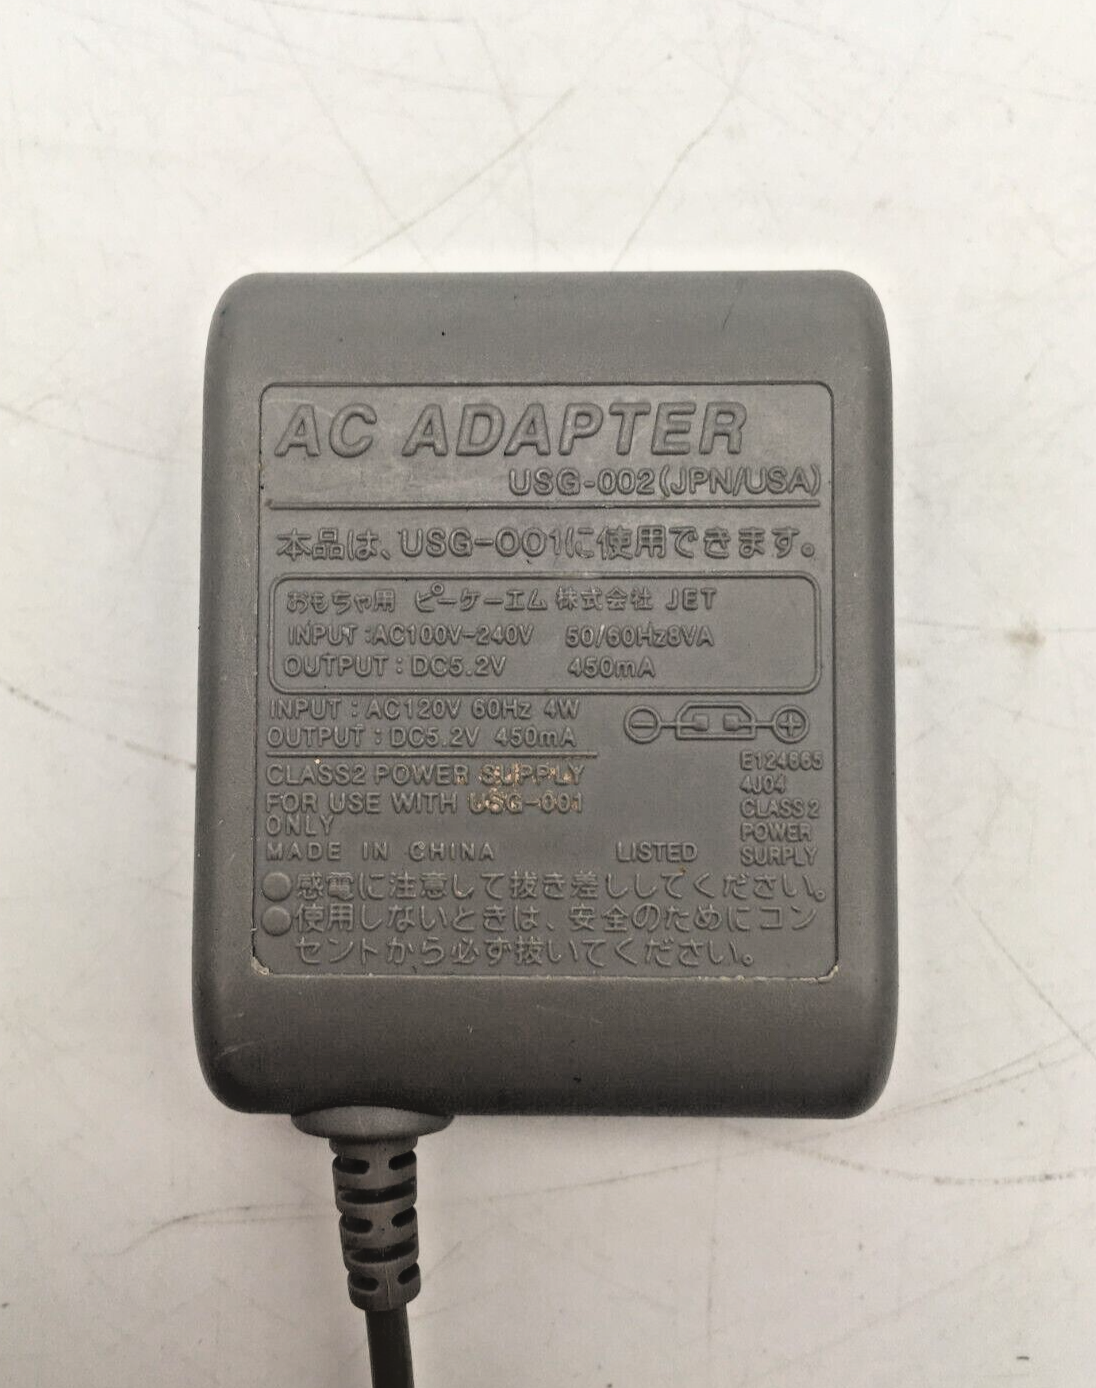 AC ADAPTER
USG-002(JPN/USA)
本品は、USG-001に使用できます。
おもちゃ用 ピーケーエム 株式会社 JET
INPUT:AC100V-240V 50/60Hz8VA
OUTPUT:DC5.2V 450mA
INPUT:AC120V 60Hz 4W
OUTPUT:DC5.2V 450mA
CLASS2 POWER SUPPLY
FOR USE WITH USG-001
ONLY
MADE IN CHINA
LISTED
E124665
4J04
CLASS 2
POWER
SURPLY
●感電に注意して抜き差ししてください。
●使用しないときは、安全のためにコン
セントから必ず抜いてください。